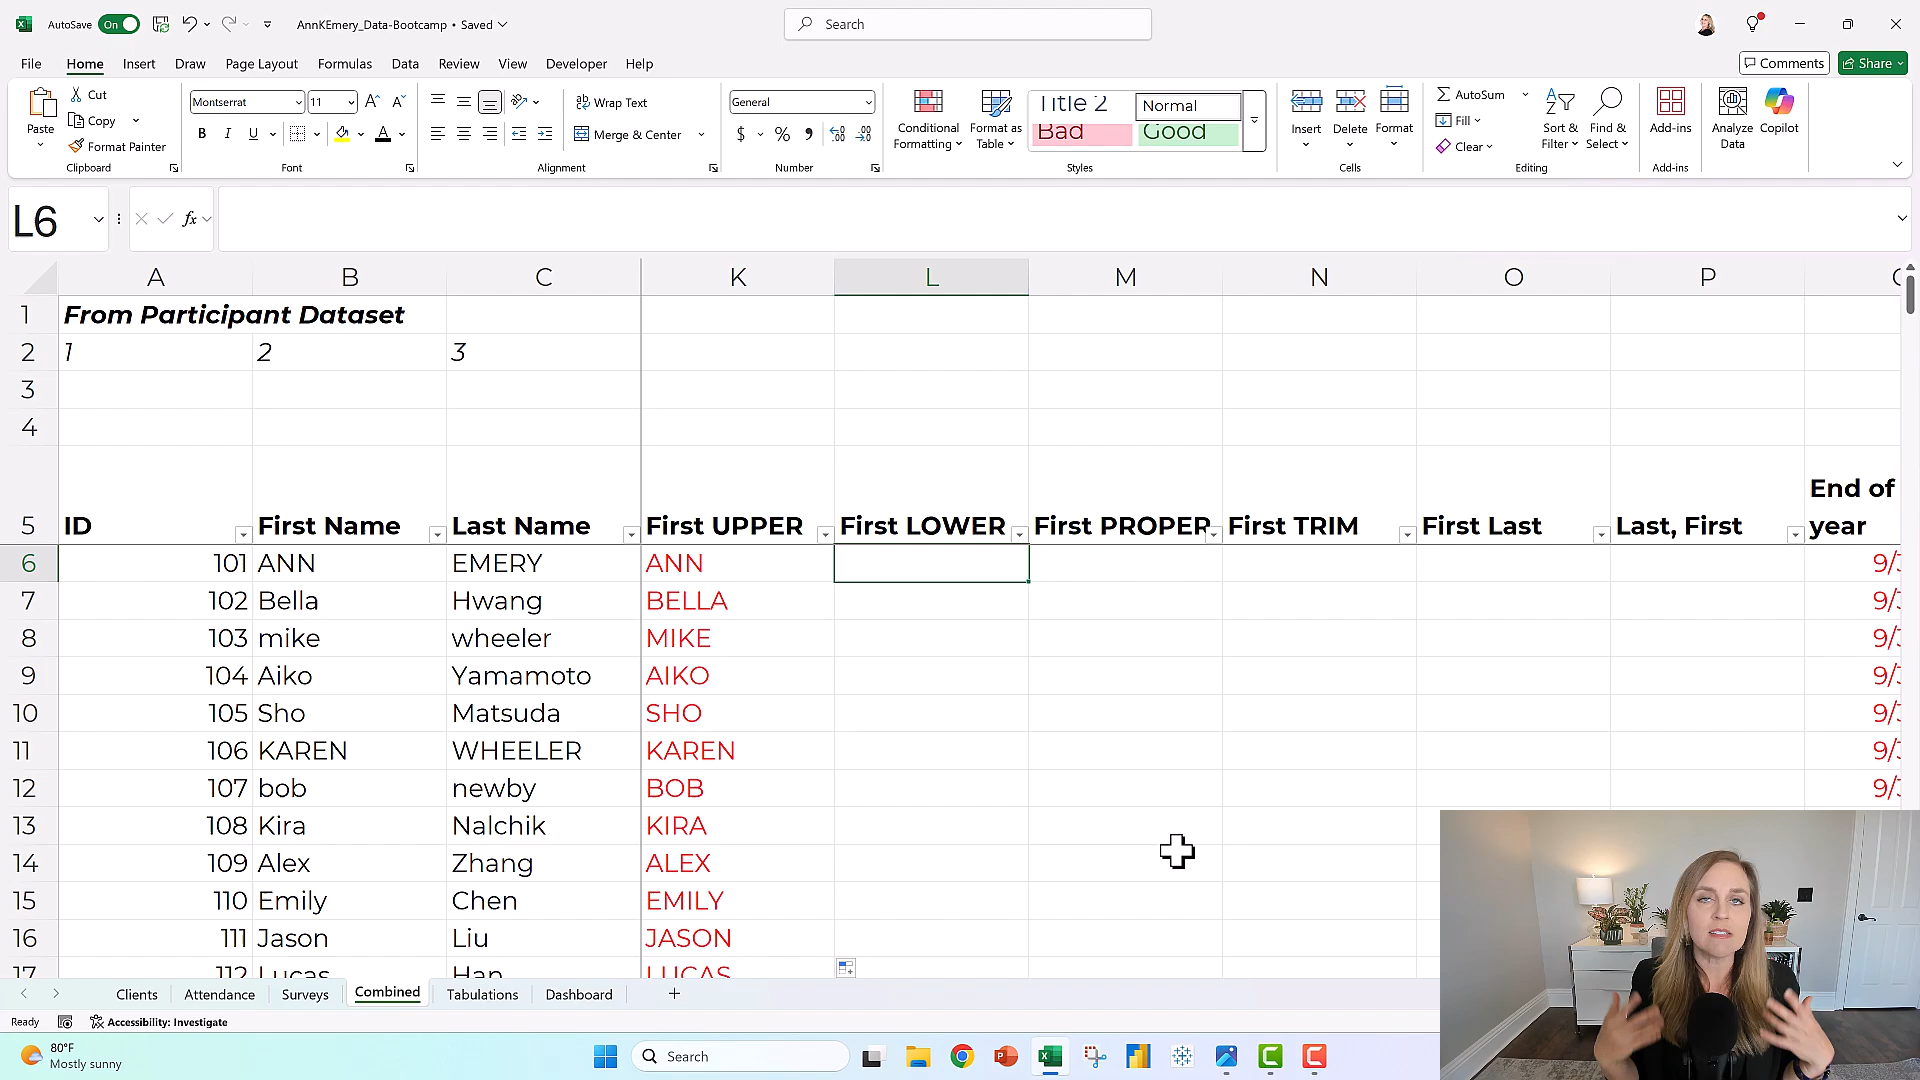 AutoSave On AnnKEmery_Data-Bootcamp • Saved Search
File Home Insert Draw Page Layout Formulas Data Review View Automate Developer Help Comments Share
Paste Cut Copy Format Painter Clipboard
Montserrat 11 B I U A Font
Wrap Text Merge & Center Alignment
General $ % Number
Conditional Formatting Format as Table Title 2 Normal Bad Good Styles
Insert Delete Format Cells
AutoSum Fill Clear Sort & Filter Find & Select Editing
Add-ins Add-ins
Analyze Data Copilot
L6 fx
A B C K L M N O P
1 From Participant Dataset
2 1 2 3
3
4
End of
5 ID First Name Last Name First UPPER First LOWER First PROPER First TRIM First Last Last, First year
6 101 ANN EMERY ANN 9/
7 102 Bella Hwang BELLA 9/
8 103 mike wheeler MIKE 9/
9 104 Aiko Yamamoto AIKO 9/
10 105 Sho Matsuda SHO 9/
11 106 KAREN WHEELER KAREN 9/
12 107 bob newby BOB 9/
13 108 Kira Nalchik KIRA
14 109 Alex Zhang ALEX
15 110 Emily Chen EMILY
16 111 Jason Liu JASON
17 112 Lucas Han LUCAS
Clients Attendance Surveys Combined Tabulations Dashboard
Ready Accessibility: Investigate
80°F
Mostly sunny
Search